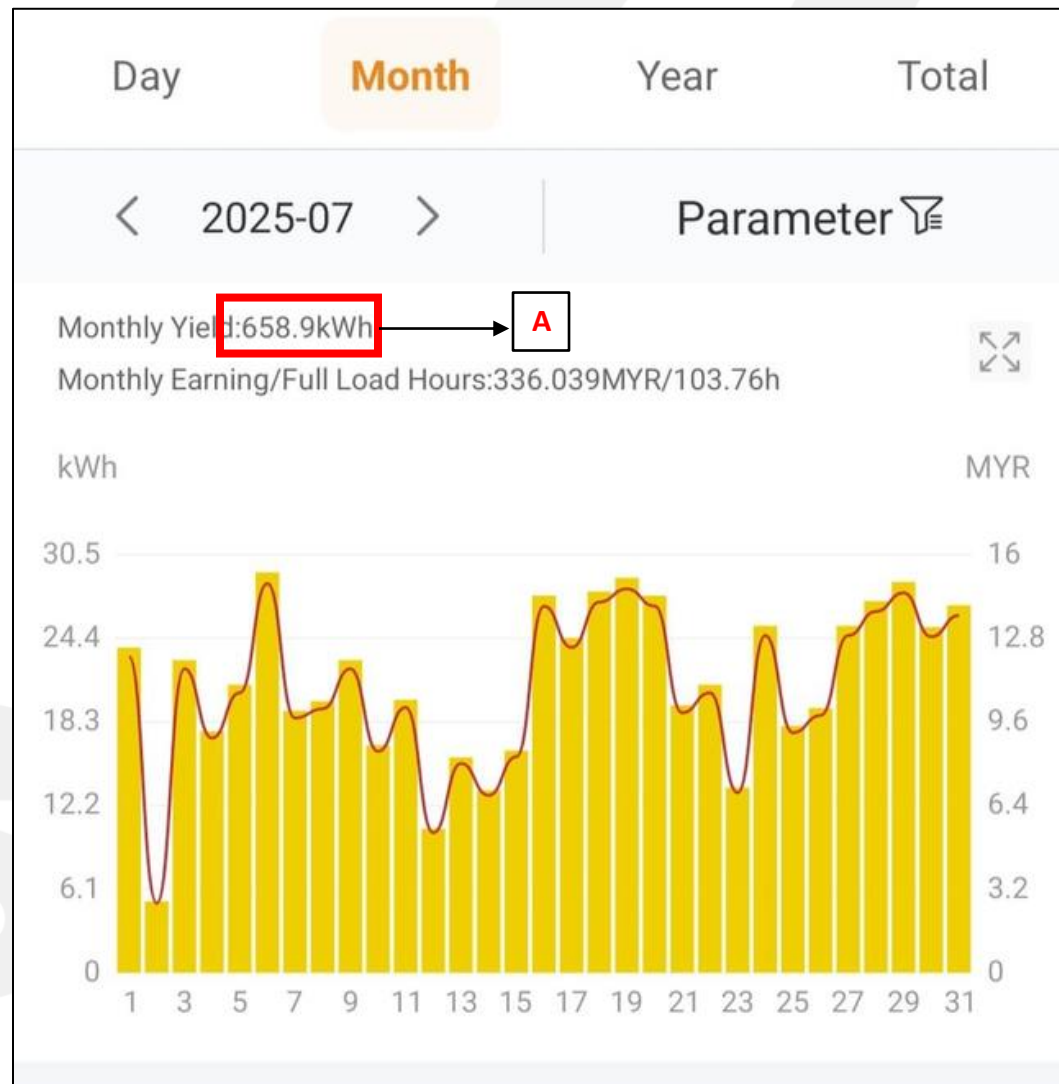 Day Month Year Total
2025-07 Parameter
Monthly Yield:658.9kWh A
Monthly Earning/Full Load Hours:336.039MYR/103.76h
kWh MYR
30.5 16
24.4 12.8
18.3 9.6
12.2 6.4
6.1 3.2
0 0
1 3 5 7 9 11 13 15 17 19 21 23 25 27 29 31